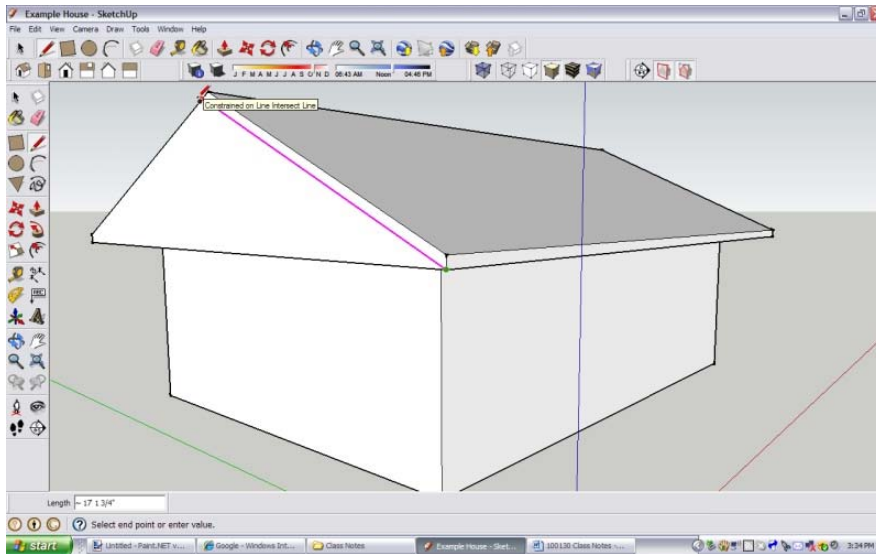 Example House - SketchUp
File Edit View Camera Draw Tools Window Help
J F M A M J J A S O N D 06:43 AM Noon 04:46 PM
Constrained on Line Intersect Line
Length ~ 17' 1 3/4"
Select end point or enter value.
start Untitled - Paint.NET v... Google - Windows Int... Class Notes Example House - Sket... 100130 Class Notes -... 3:34 PM